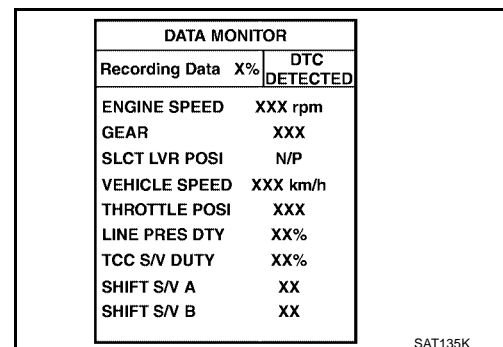 DATA MONITOR
Recording Data X% DTC DETECTED
ENGINE SPEED XXX rpm
GEAR XXX
SLCT LVR POSI N/P
VEHICLE SPEED XXX km/h
THROTTLE POSI XXX
LINE PRES DTY XX%
TCC S/V DUTY XX%
SHIFT S/V A XX
SHIFT S/V B XX
SAT135K